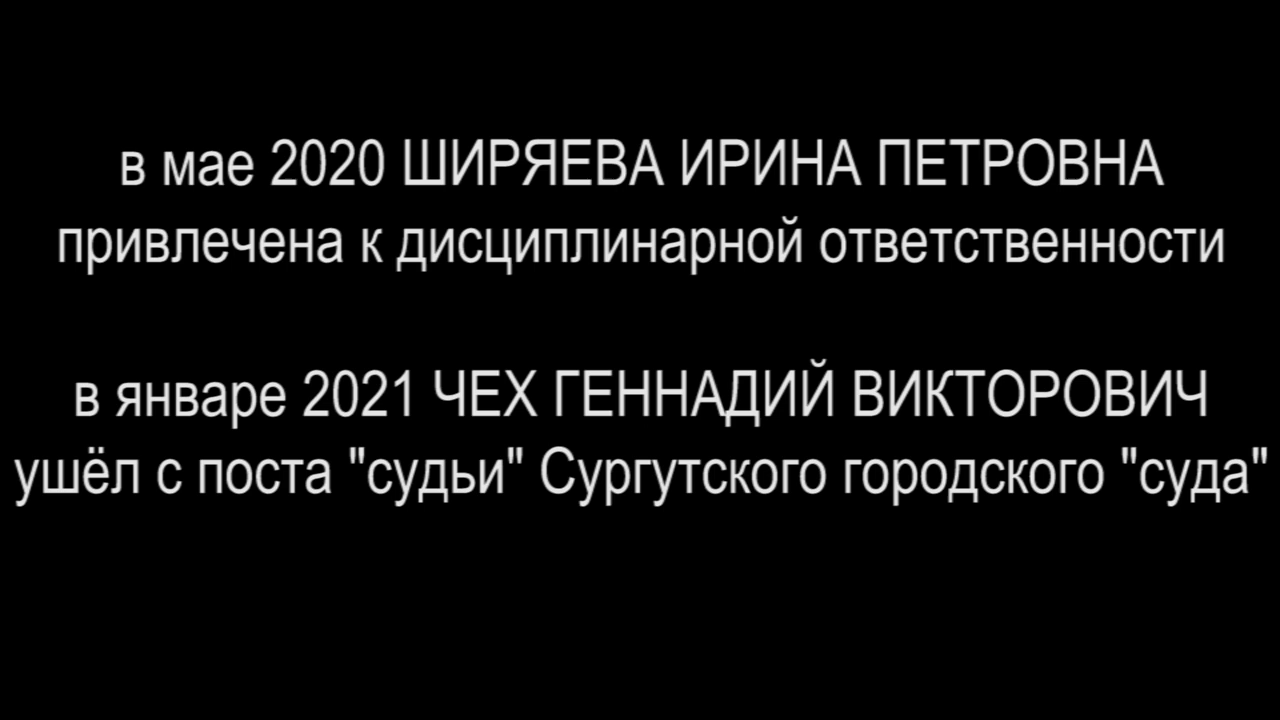 в мае 2020 ШИРЯЕВА ИРИНА ПЕТРОВНА
привлечена к дисциплинарной ответственности
в январе 2021 ЧЕХ ГЕННАДИЙ ВИКТОРОВИЧ
ушёл с поста "судьи" Сургутского городского "суда"